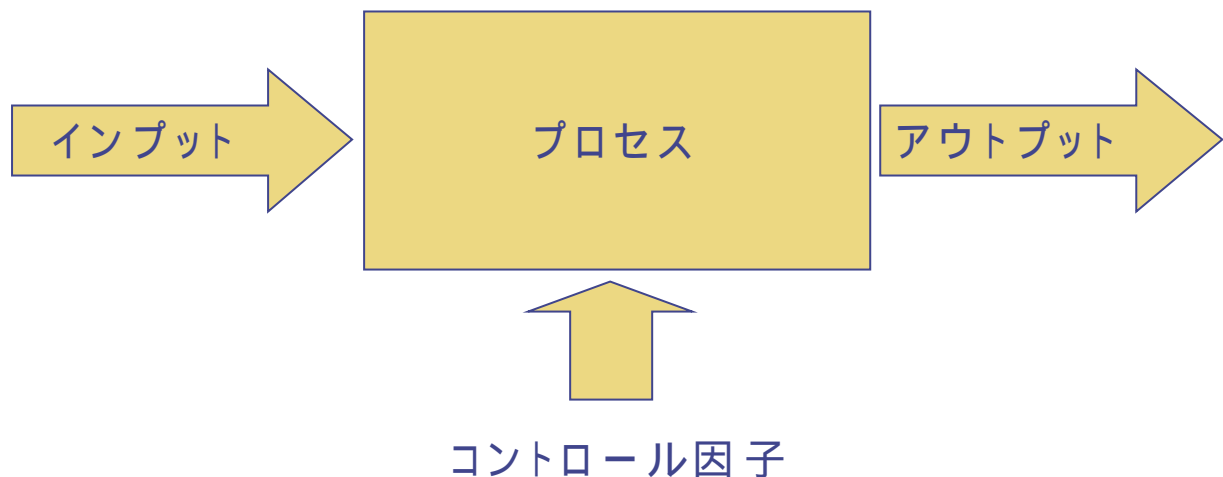 インプット
プロセス
アウトプット
コントロール因子